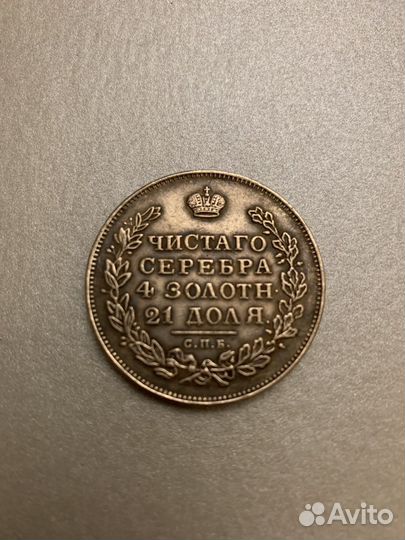 ЧИСТАГО
СЕРЕБРА
4 ЗОЛОТН.
21 ДОЛЯ.
С.П.Б.
Avito